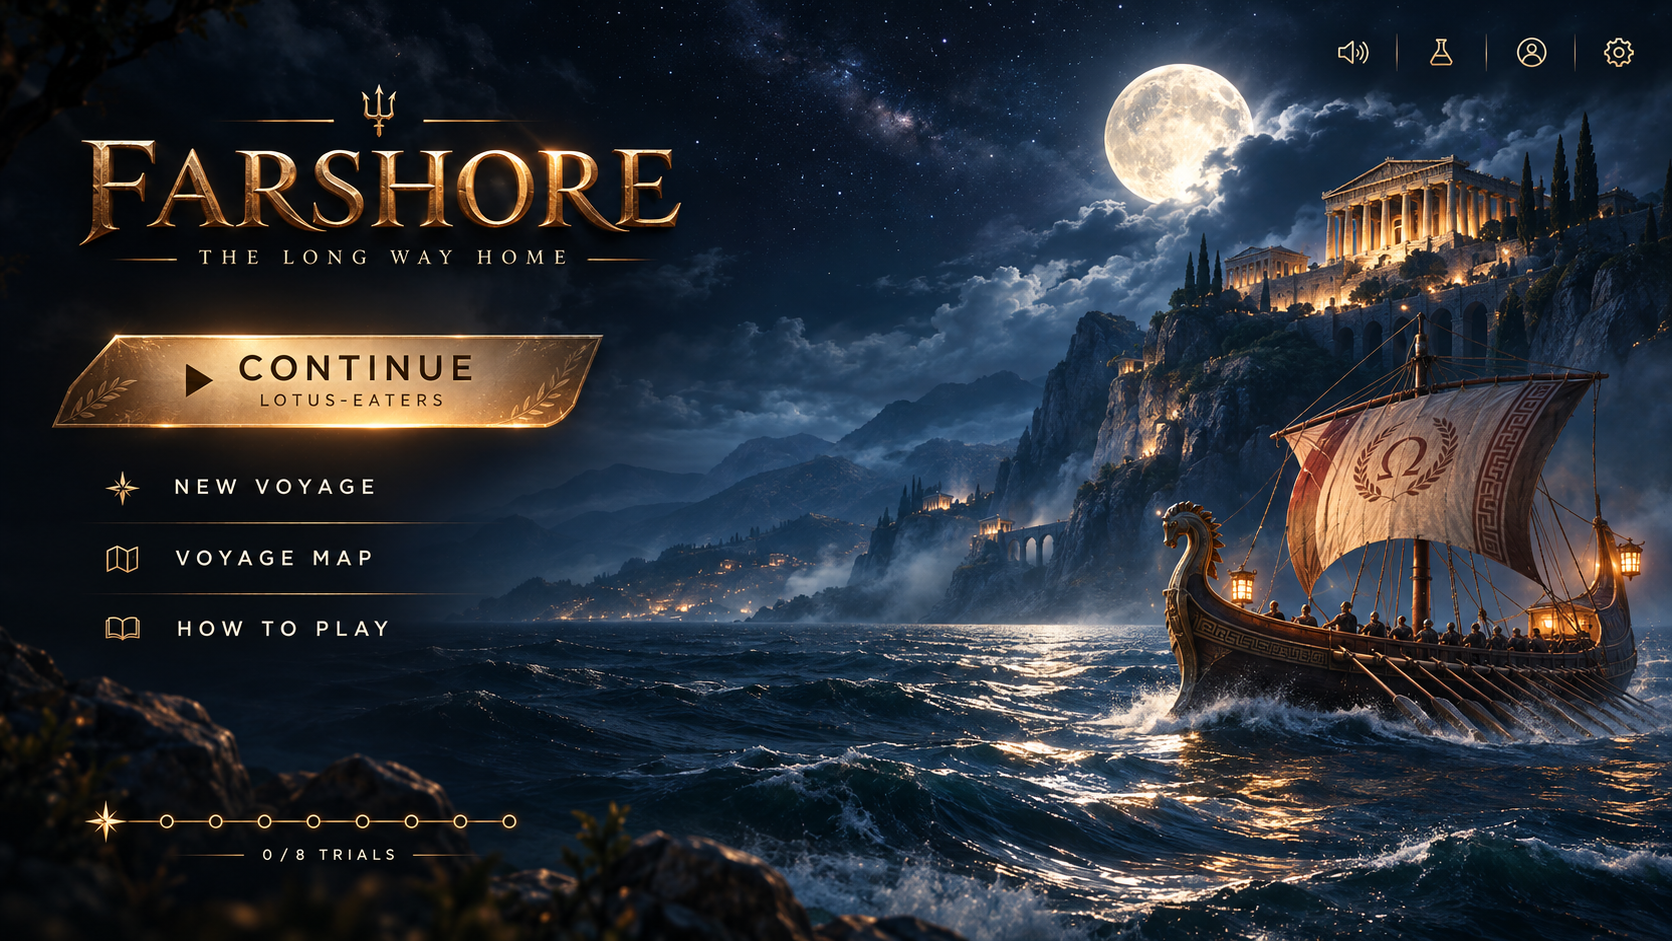 FARSHORE
THE LONG WAY HOME
CONTINUE
LOTUS-EATERS
NEW VOYAGE
VOYAGE MAP
HOW TO PLAY
0/8 TRIALS
Ω